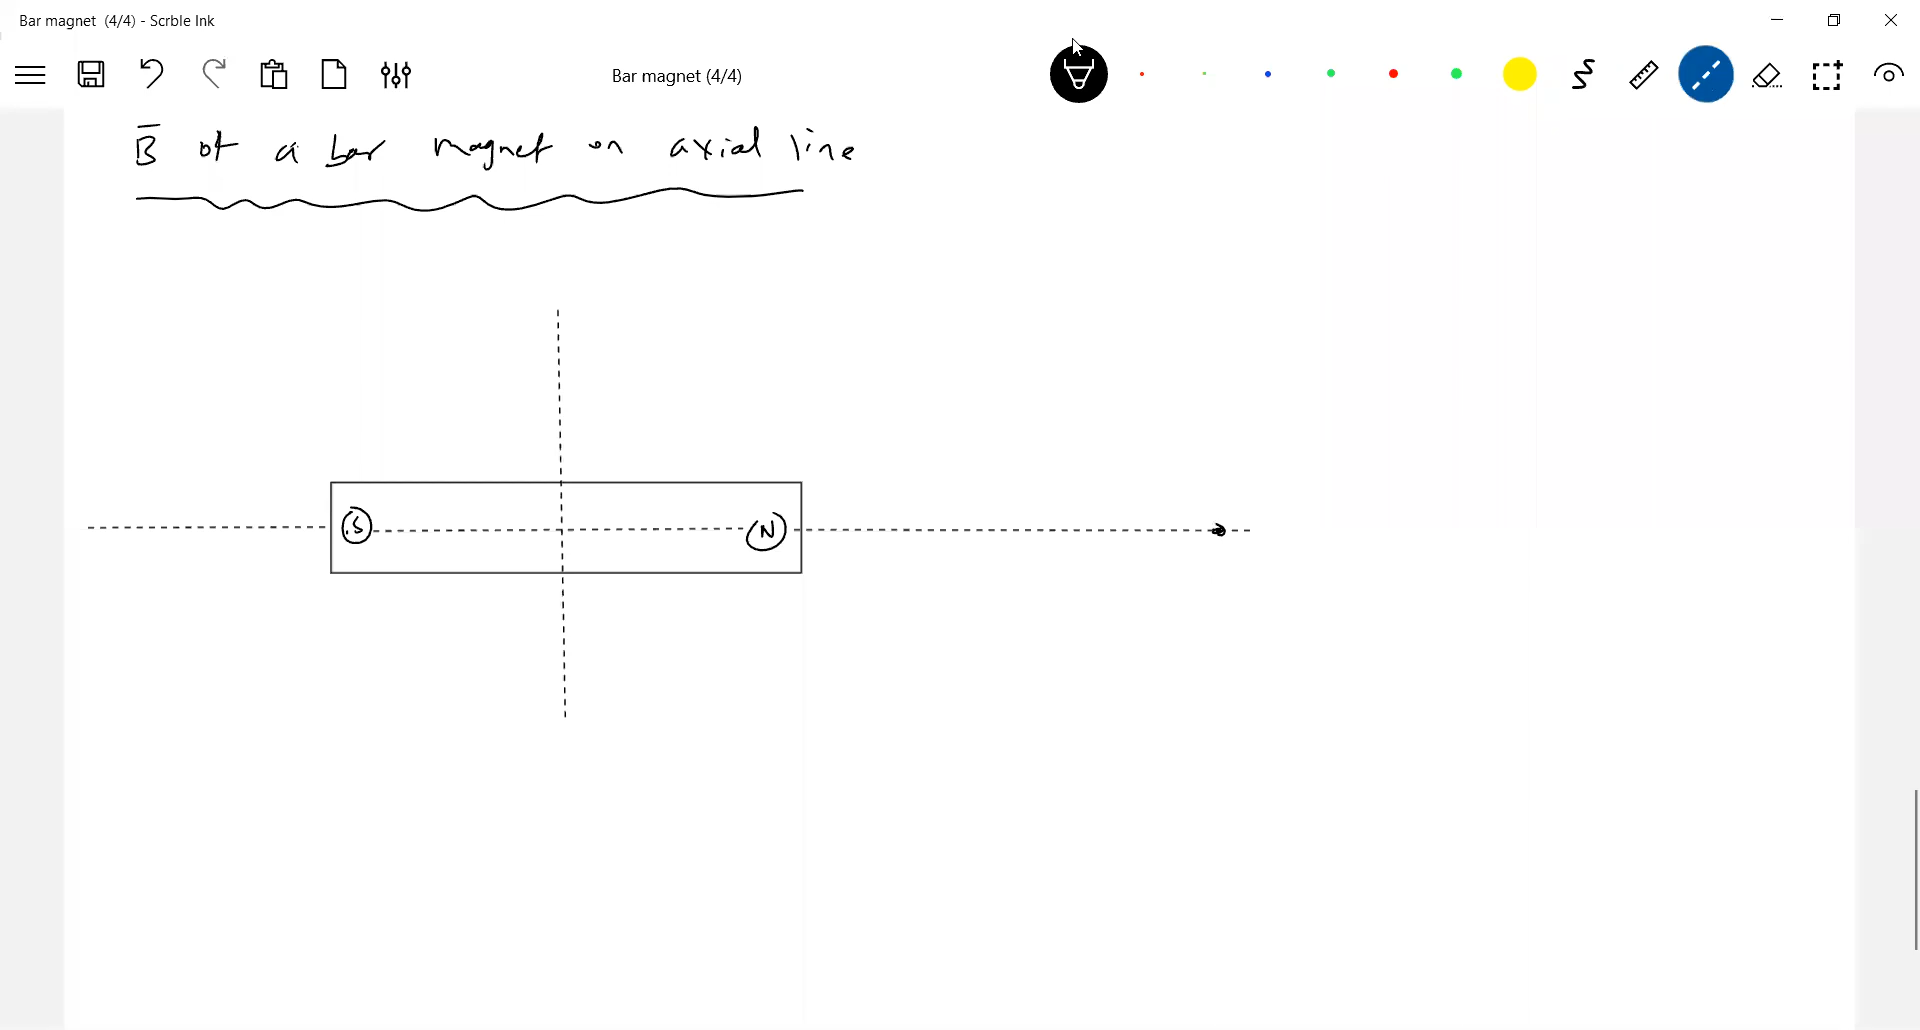 Bar magnet (4/4) - Scrble Ink
Bar magnet (4/4)
B̅ of a bar magnet on axial line
S N